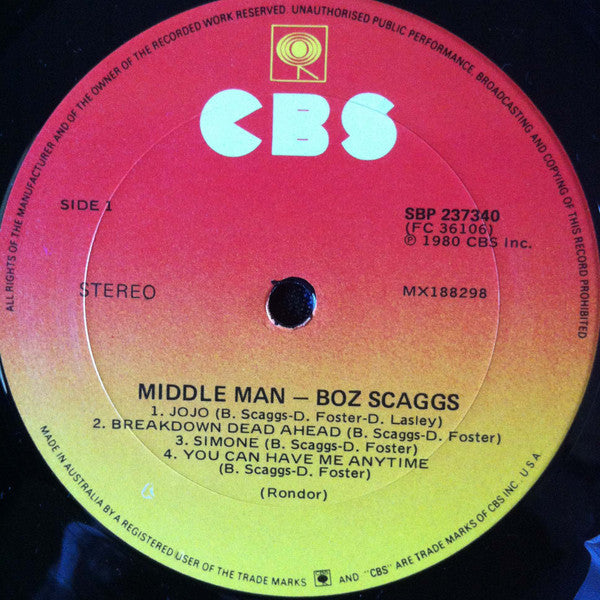 ALL RIGHTS OF THE MANUFACTURER AND OF THE OWNER OF THE RECORDED WORK RESERVED. UNAUTHORISED PUBLIC PERFORMANCE, BROADCASTING AND COPYING OF THIS RECORD PROHIBITED
CBS
SIDE 1
SBP 237340
(FC 36106)
℗ 1980 CBS Inc.
STEREO
MX188298
MIDDLE MAN – BOZ SCAGGS
1. JOJO (B. Scaggs-D. Foster-D. Lasley)
2. BREAKDOWN DEAD AHEAD (B. Scaggs-D. Foster)
3. SIMONE (B. Scaggs-D. Foster)
4. YOU CAN HAVE ME ANYTIME
(B. Scaggs-D. Foster)
(Rondor)
MADE IN AUSTRALIA BY A REGISTERED USER OF THE TRADE MARKS AND "CBS" ARE TRADE MARKS OF CBS INC. U.S.A.